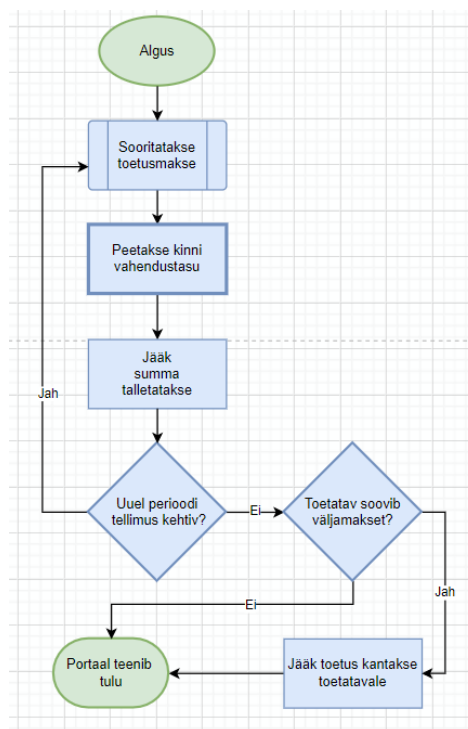 Algus
Sooritatakse
toetusmakse
Peetakse kinni
vahendustasu
Jääk
summa
talletatakse
Jah
Uuel perioodi
tellimus kehtiv?
Ei
Toetatav soovib
väljamakset?
Jah
Ei
Portaal teenib
tulu
Jääk toetus kantakse
toetatavale